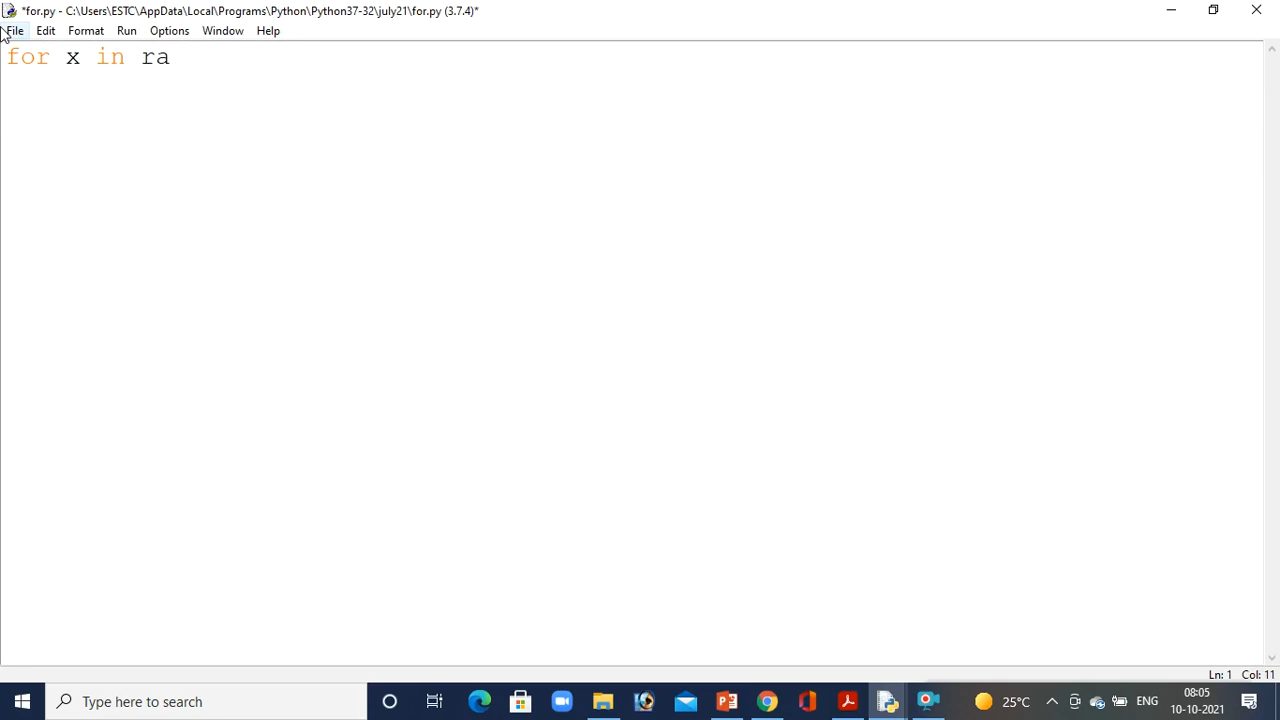 *for.py - C:\Users\ESTC\AppData\Local\Programs\Python\Python37-32\july21\for.py (3.7.4)*
File Edit Format Run Options Window Help
for x in ra
Ln: 1 Col: 11
Type here to search
25°C
ENG
08:05
10-10-2021